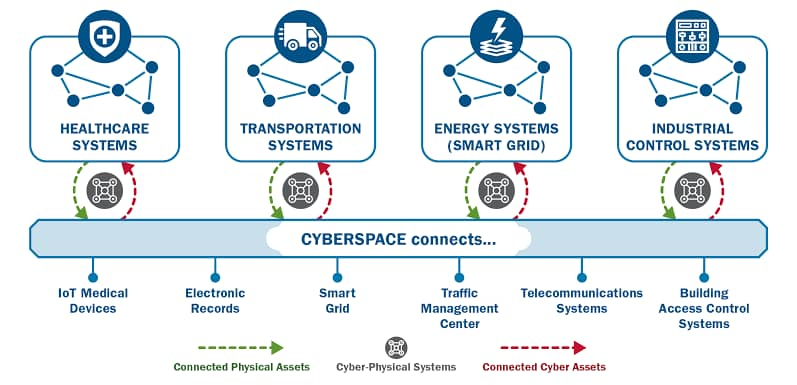 HEALTHCARE
SYSTEMS
TRANSPORTATION
SYSTEMS
ENERGY SYSTEMS
(SMART GRID)
INDUSTRIAL
CONTROL SYSTEMS
CYBERSPACE connects...
IoT Medical
Devices
Electronic
Records
Smart
Grid
Traffic
Management
Center
Telecommunications
Systems
Building
Access Control
Systems
Connected Physical Assets
Cyber-Physical Systems
Connected Cyber Assets